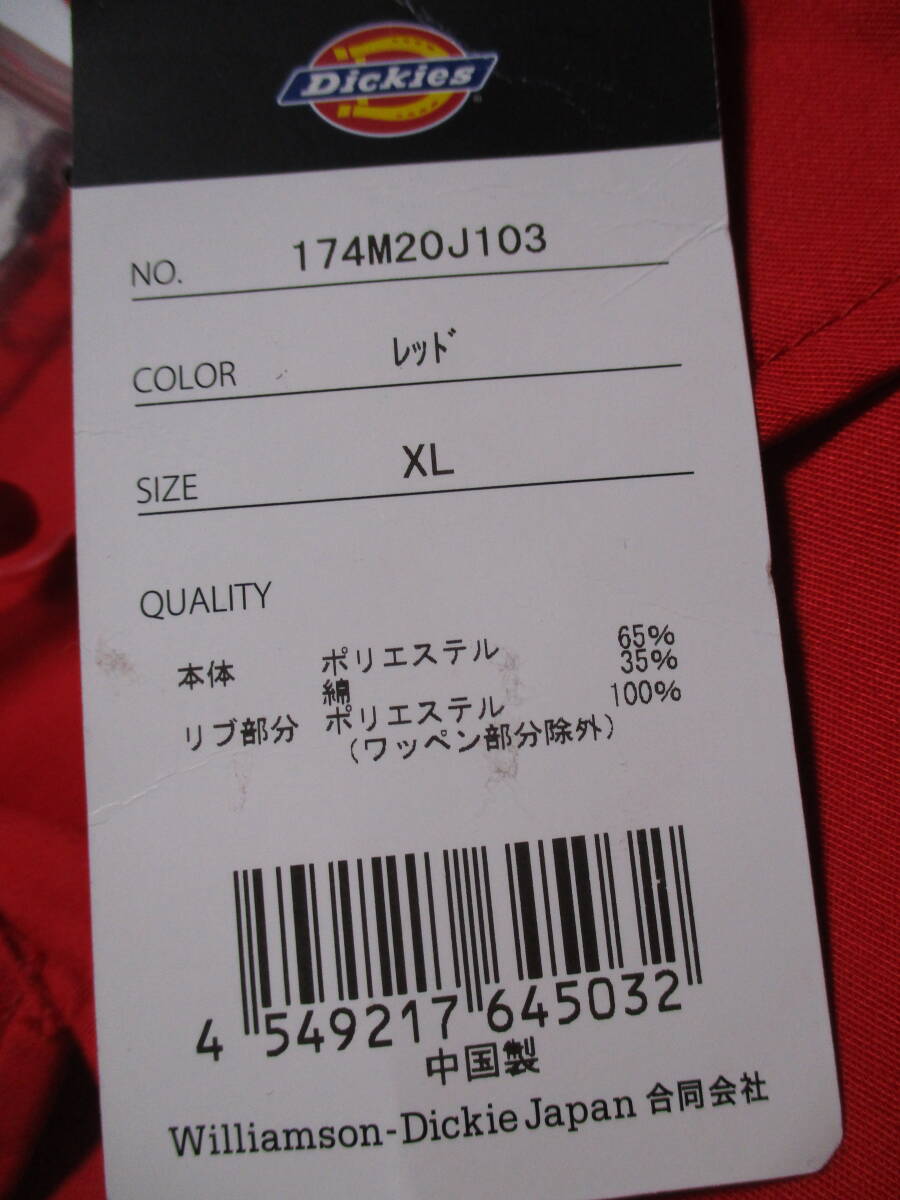 Dickies
NO. 174M20J103
COLOR ﾚｯﾄﾞ
SIZE XL
QUALITY
本体 ポリエステル 65%
綿 35%
リブ部分 ポリエステル 100%
(ワッペン部分除外)
4 549217 645032
中国製
Williamson-Dickie Japan 合同会社